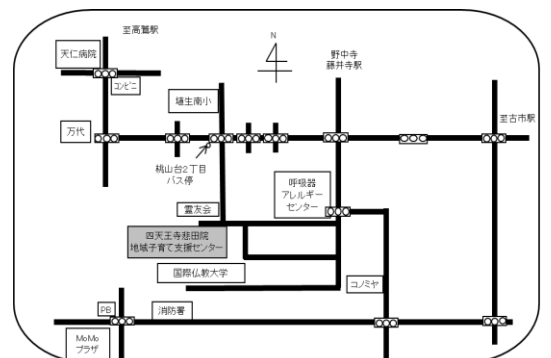 至高鷲駅
天仁病院
コンビニ
N
野中寺
藤井寺駅
埴生南小
至古市駅
万代
桃山台2丁目
バス停
呼吸器
アレルギー
センター
霊友会
四天王寺悲田院
地域子育て支援センター
国際仏教大学
コノミヤ
PB
消防署
MoMo
プラザ